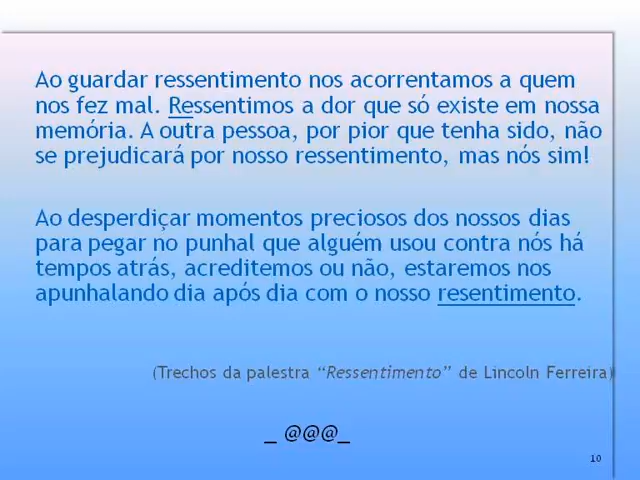 Ao guardar ressentimento nos acorrentamos a quem
nos fez mal. Ressentimos a dor que só existe em nossa
memória. A outra pessoa, por pior que tenha sido, não
se prejudicará por nosso ressentimento, mas nós sim!
Ao desperdiçar momentos preciosos dos nossos dias
para pegar no punhal que alguém usou contra nós há
tempos atrás, acreditemos ou não, estaremos nos
apunhalando dia após dia com o nosso resentimento.
(Trechos da palestra “Ressentimento” de Lincoln Ferreira)
_ @@@_
10